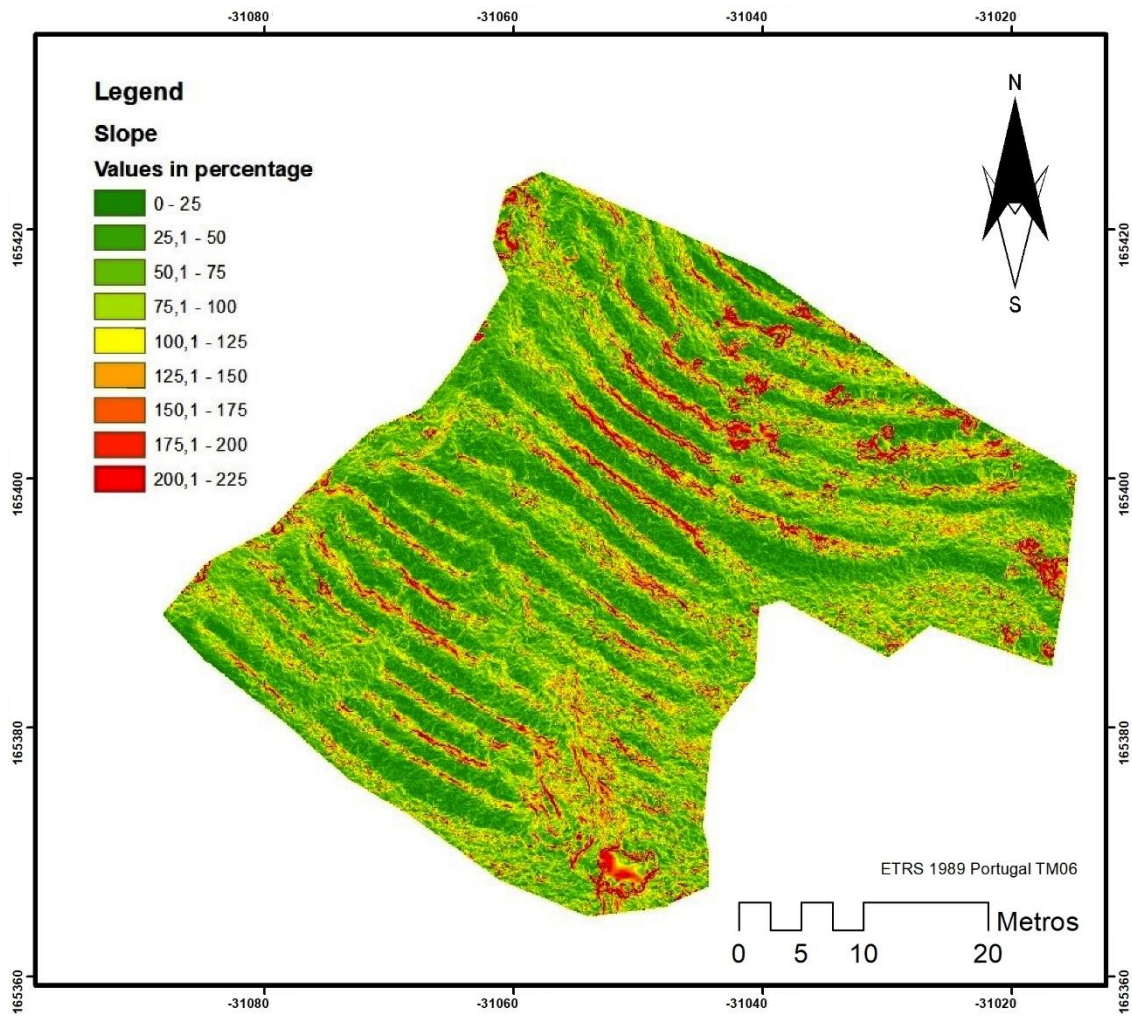 -31080 -31060 -31040 -31020
Legend
Slope
Values in percentage
0 - 25
25,1 - 50
50,1 - 75
75,1 - 100
100,1 - 125
125,1 - 150
150,1 - 175
175,1 - 200
200,1 - 225
N
S
165420 165420
165400 165400
165380 165380
ETRS 1989 Portugal TM06
Metros
0 5 10 20
165360 165360
-31080 -31060 -31040 -31020